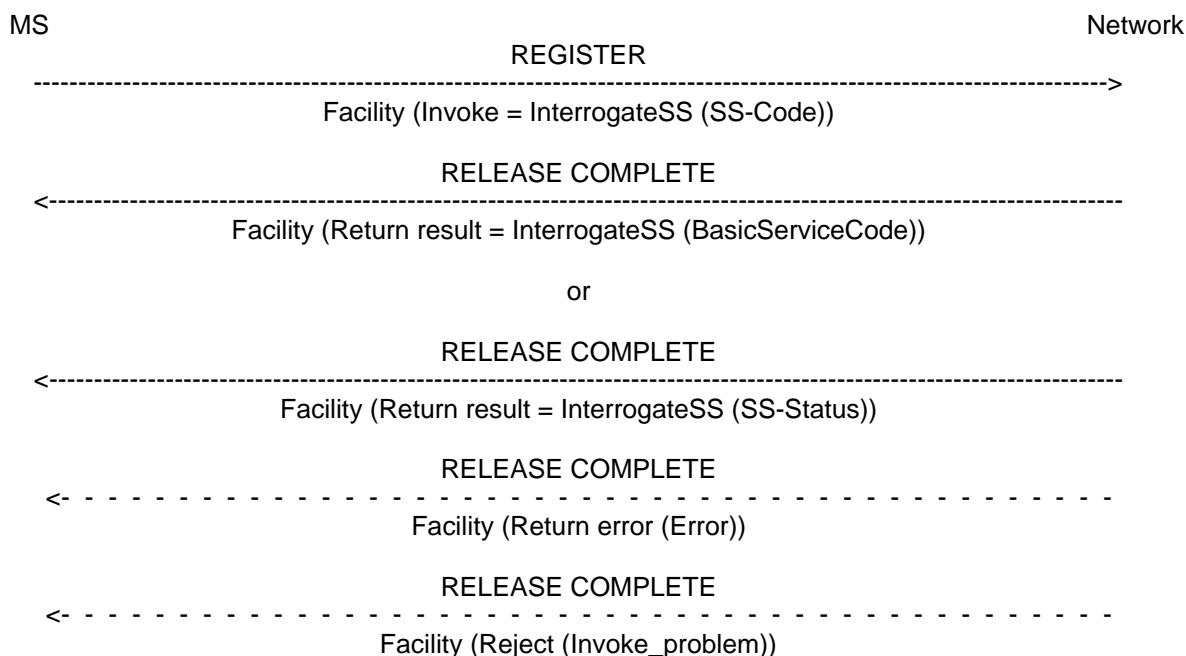 MS Network
REGISTER
------------------------------------------------------------------------------------------------------------------------>
Facility (Invoke = InterrogateSS (SS-Code))
RELEASE COMPLETE
<------------------------------------------------------------------------------------------------------------------------
Facility (Return result = InterrogateSS (BasicServiceCode))
or
RELEASE COMPLETE
<------------------------------------------------------------------------------------------------------------------------
Facility (Return result = InterrogateSS (SS-Status))
RELEASE COMPLETE
<- - - - - - - - - - - - - - - - - - - - - - - - - - - - - - - - - - - - - - - - - - - - -
Facility (Return error (Error))
RELEASE COMPLETE
<- - - - - - - - - - - - - - - - - - - - - - - - - - - - - - - - - - - - - - - - - - - - -
Facility (Reject (Invoke_problem))